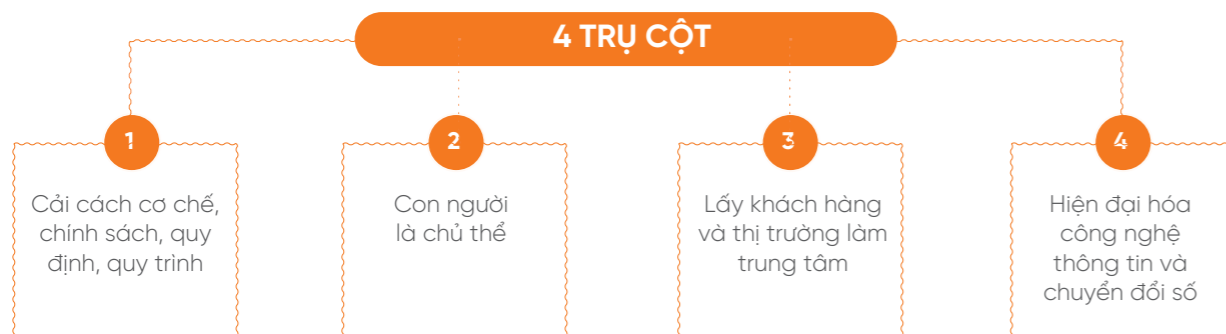 4 TRỤ CỘT
1
Cải cách cơ chế,
chính sách, quy
định, quy trình
2
Con người
là chủ thể
3
Lấy khách hàng
và thị trường làm
trung tâm
4
Hiện đại hóa
công nghệ
thông tin và
chuyển đổi số